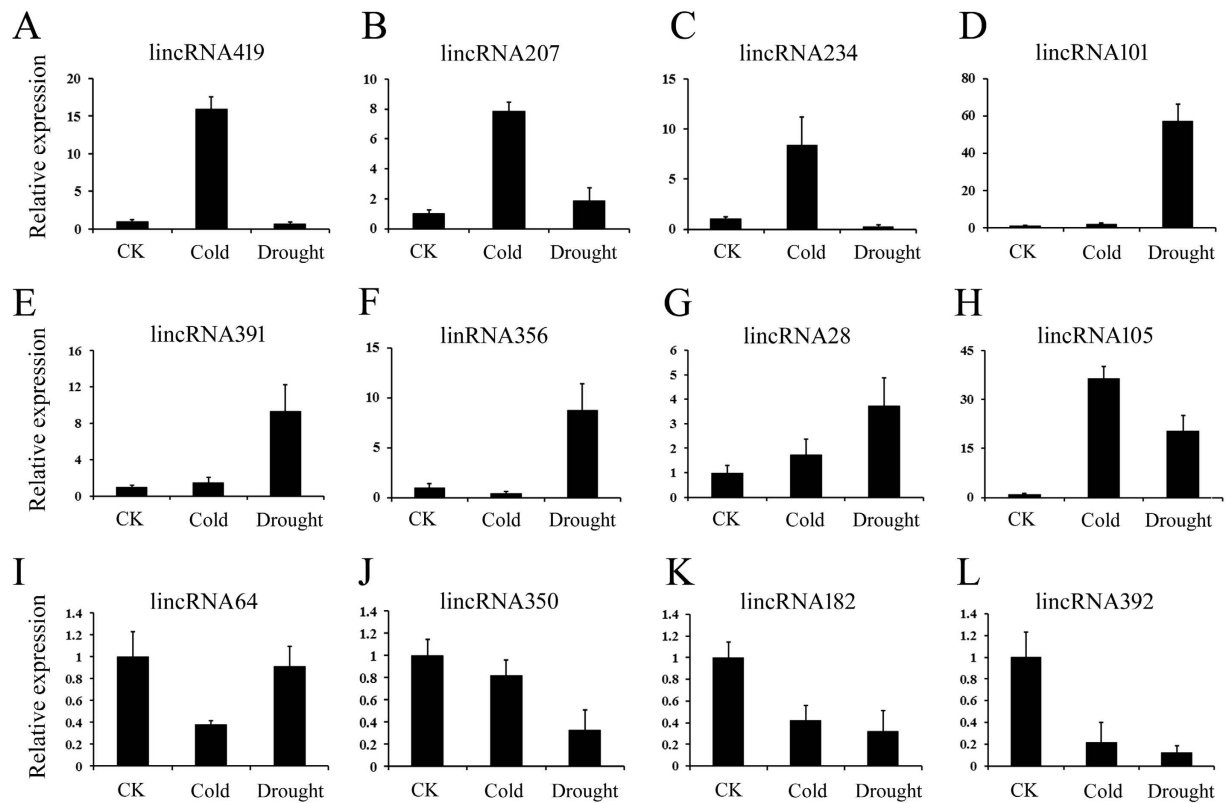 A B C D
lincRNA419 lincRNA207 lincRNA234 lincRNA101
Relative expression
20 15 10 5 0
CK Cold Drought
10 8 6 4 2 0
CK Cold Drought
15 10 5 0
CK Cold Drought
80 60 40 20 0
CK Cold Drought
E F G H
lincRNA391 linRNA356 lincRNA28 lincRNA105
Relative expression
16 12 8 4 0
CK Cold Drought
15 10 5 0
CK Cold Drought
6 5 4 3 2 1 0
CK Cold Drought
45 30 15 0
CK Cold Drought
I J K L
lincRNA64 lincRNA350 lincRNA182 lincRNA392
Relative expression
1.4 1.2 1 0.8 0.6 0.4 0.2 0
CK Cold Drought
1.4 1.2 1 0.8 0.6 0.4 0.2 0
CK Cold Drought
1.4 1.2 1 0.8 0.6 0.4 0.2 0
CK Cold Drought
1.4 1.2 1 0.8 0.6 0.4 0.2 0
CK Cold Drought